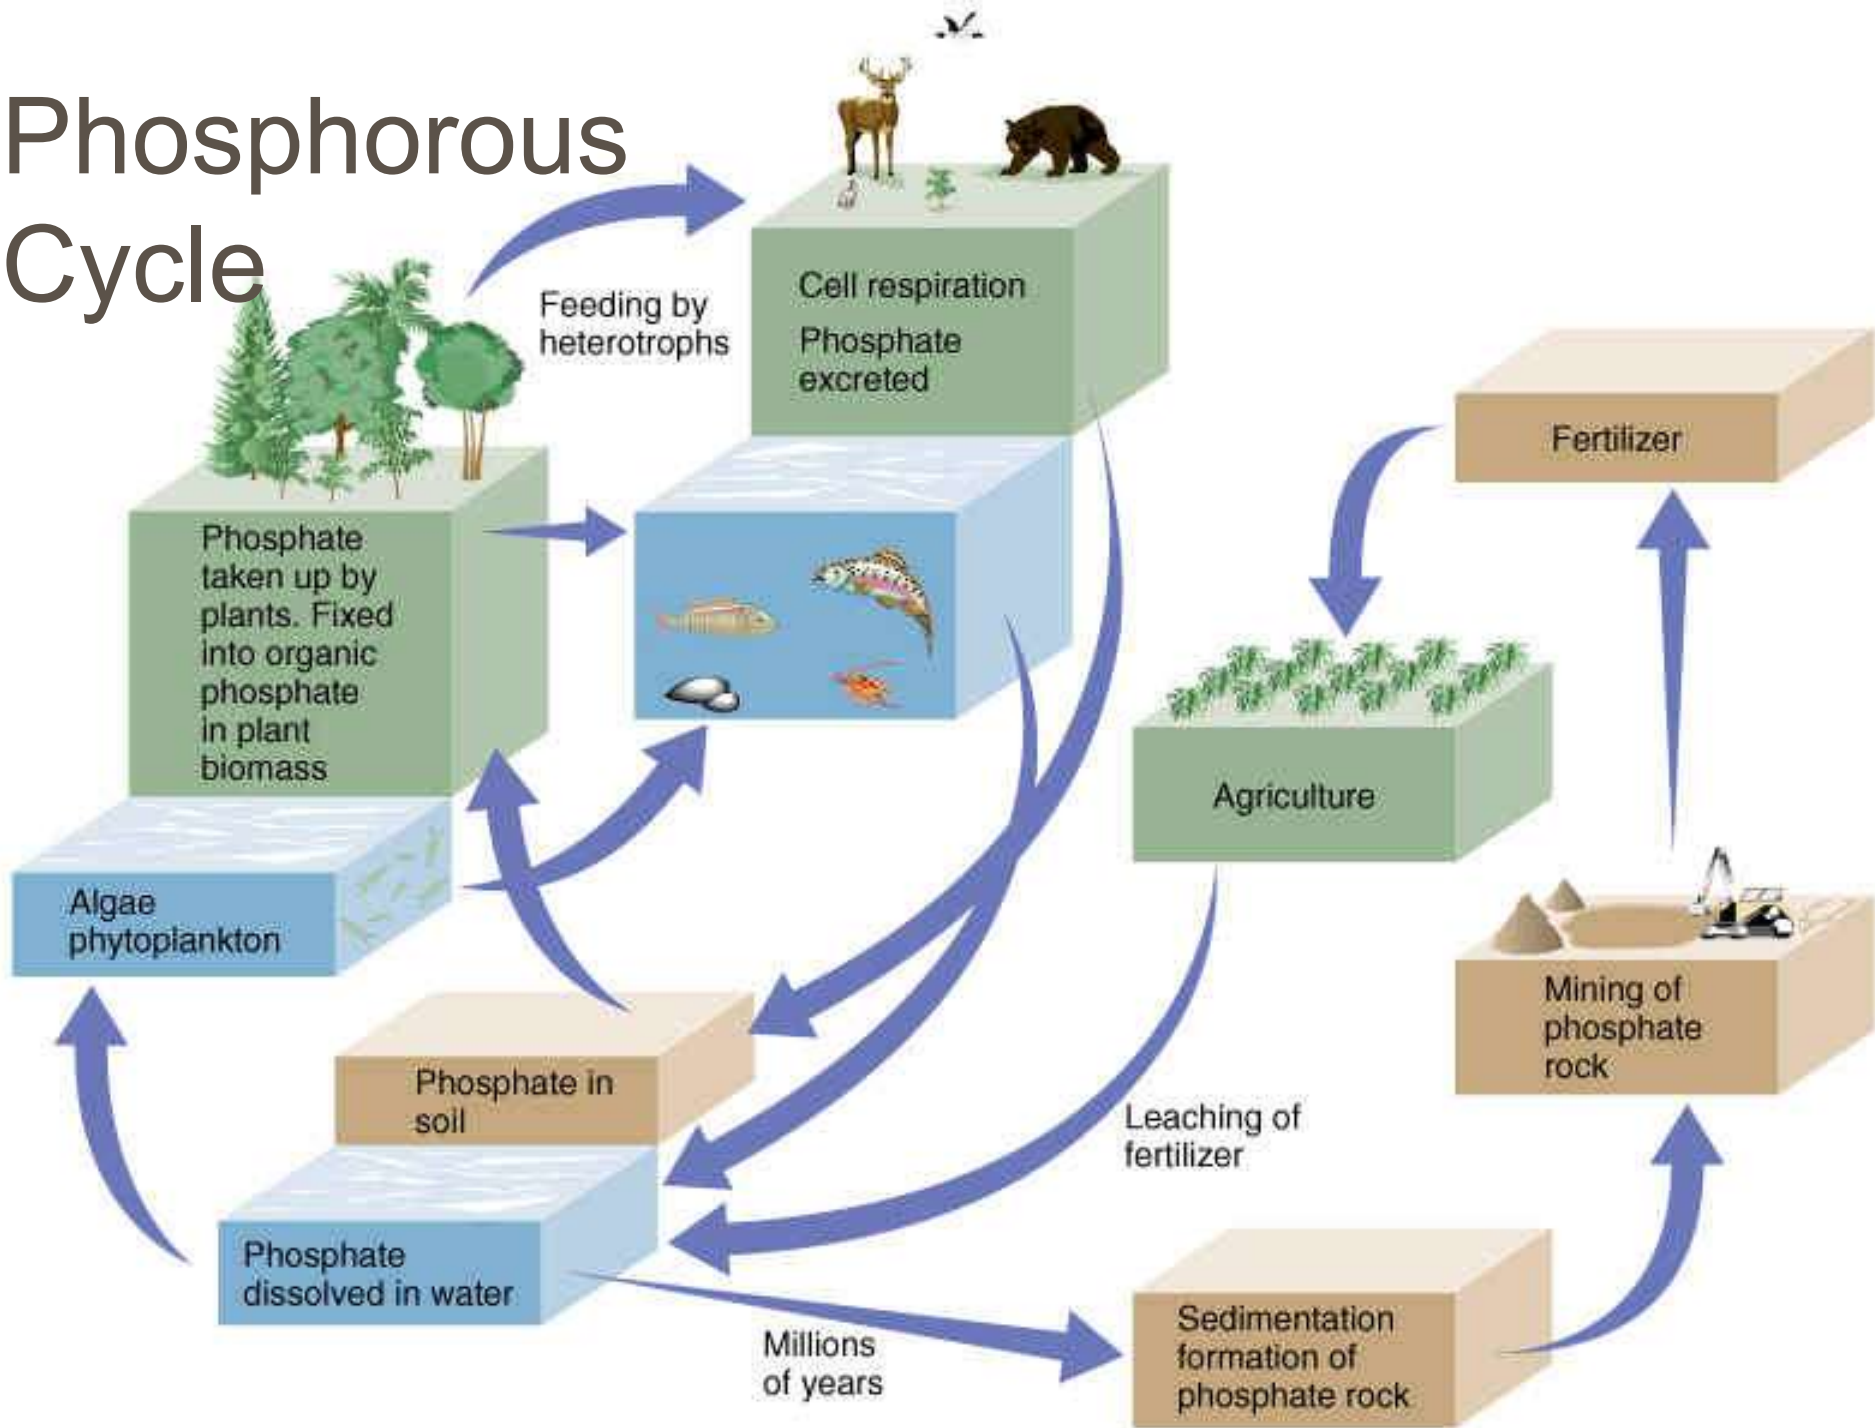 Phosphorous
Cycle
Feeding by
heterotrophs
Cell respiration
Phosphate
excreted
Fertilizer
Phosphate
taken up by
plants. Fixed
into organic
phosphate
in plant
biomass
Agriculture
Algae
phytoplankton
Mining of
phosphate
rock
Phosphate in
soil
Leaching of
fertilizer
Phosphate
dissolved in water
Millions
of years
Sedimentation
formation of
phosphate rock